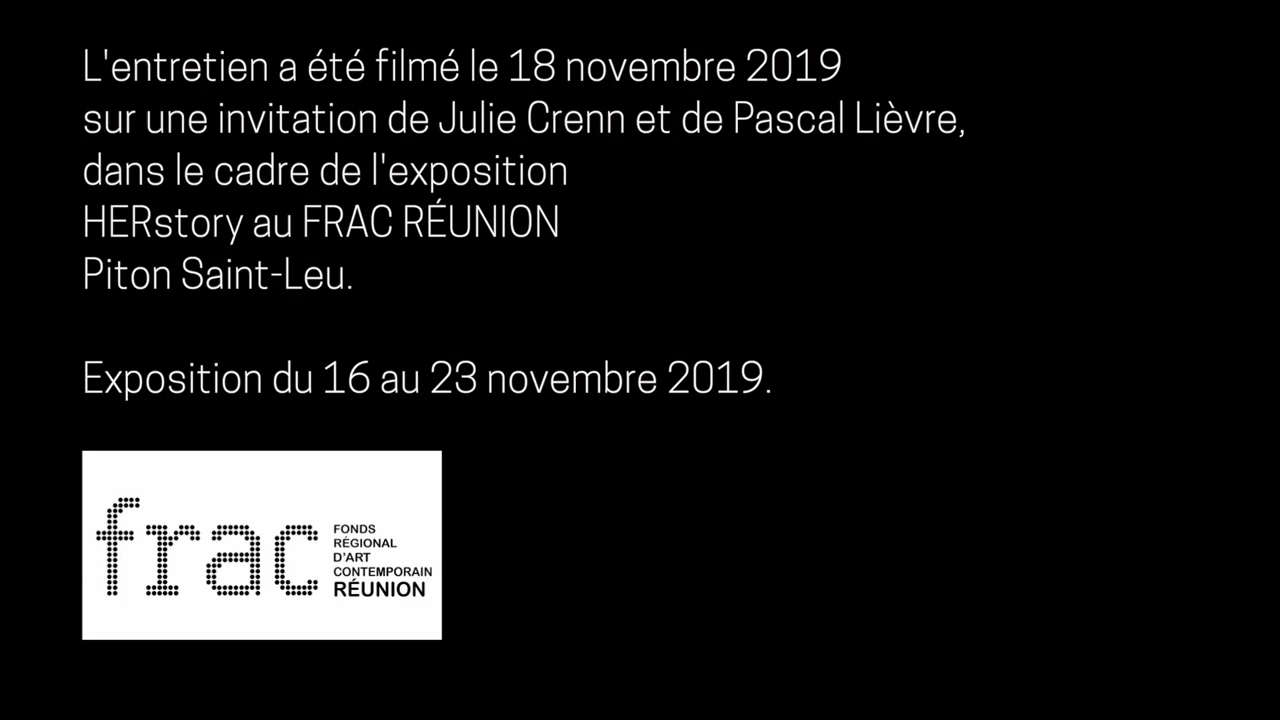 L'entretien a été filmé le 18 novembre 2019
sur une invitation de Julie Crenn et de Pascal Lièvre,
dans le cadre de l'exposition
HERstory au FRAC RÉUNION
Piton Saint-Leu.
Exposition du 16 au 23 novembre 2019.
frac
FONDS
RÉGIONAL
D'ART
CONTEMPORAIN
RÉUNION